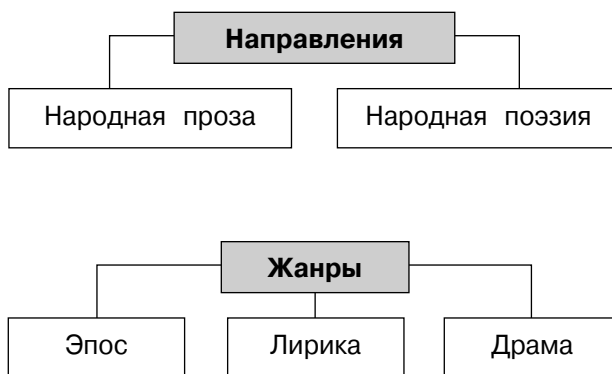 Направления
Народная проза Народная поэзия
Жанры
Эпос Лирика Драма